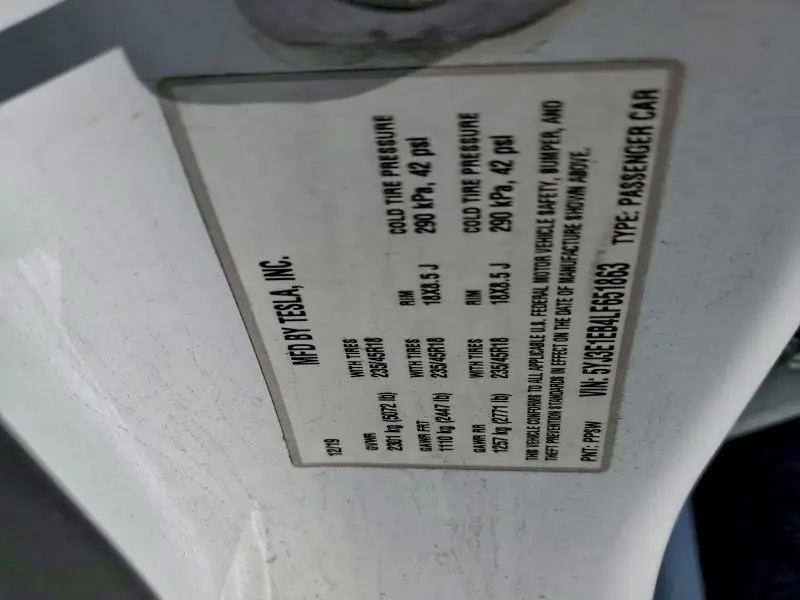 MFD BY TESLA, INC.
12/19
GVWR WITH TIRES RIM COLD TIRE PRESSURE
2301 kg (5072 lb) 235/45R18
GAWR FRT 18X8.5 J 290 kPa, 42 psi
1110 kg (2447 lb) 235/45R18
GAWR RR WITH TIRES RIM COLD TIRE PRESSURE
1257 kg (2771 lb) 235/45R18 18X8.5 J 290 kPa, 42 psi
THIS VEHICLE CONFORMS TO ALL APPLICABLE U.S. FEDERAL MOTOR VEHICLE SAFETY, BUMPER, AND
THEFT PREVENTION STANDARDS IN EFFECT ON THE DATE OF MANUFACTURE SHOWN ABOVE.
PNT: PPSW VIN: 5YJ3E1EB4LF651863 TYPE: PASSENGER CAR